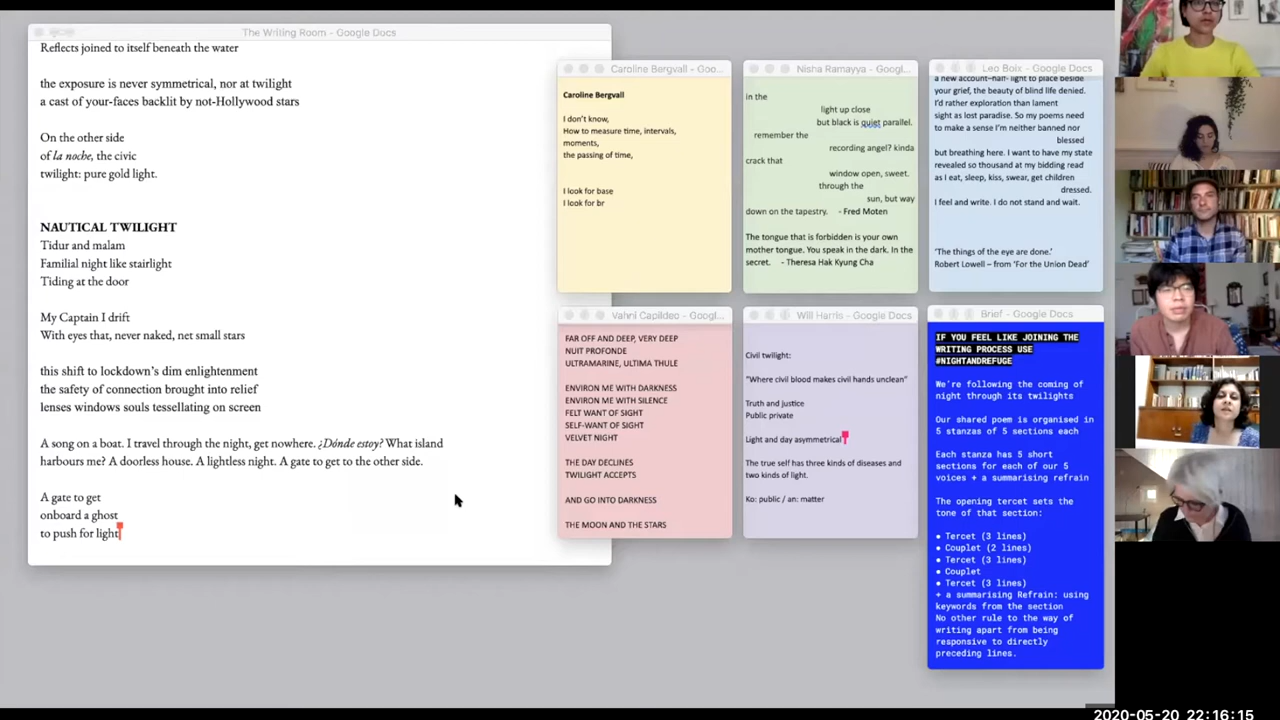 The Writing Room - Google Docs
Reflects joined to itself beneath the water
the exposure is never symmetrical, nor at twilight
a cast of your-faces backlit by not-Hollywood stars
On the other side
of la noche, the civic
twilight: pure gold light.
NAUTICAL TWILIGHT
Tidur and malam
Familial night like stairlight
Tiding at the door
My Captain I drift
With eyes that, never naked, net small stars
this shift to lockdown's dim enlightenment
the safety of connection brought into relief
lenses windows souls tessellating on screen
A song on a boat. I travel through the night, get nowhere. ¿Dónde estoy? What island
harbours me? A doorless house. A lightless night. A gate to get to the other side.
A gate to get
onboard a ghost
to push for light
Caroline Bergvall - Goo...
Caroline Bergvall
I don't know,
How to measure time, intervals,
moments,
the passing of time,
I look for base
I look for br
Nisha Ramayya - Googl...
in the
light up close
but black is quiet parallel.
remember the
recording angel? kinda
crack that
window open, sweet.
through the
sun, but way
down on the tapestry. - Fred Moten
The tongue that is forbidden is your own
mother tongue. You speak in the dark. In the
secret. - Theresa Hak Kyung Cha
Leo Boix - Google Docs
a new account–half- light to place beside
your grief, the beauty of blind life denied.
I'd rather exploration than lament
sight as lost paradise. So my poems need
to make a sense I'm neither banned nor
blessed
but breathing here. I want to have my state
revealed so thousand at my bidding read
as I eat, sleep, kiss, swear, get children
dressed.
I feel and write. I do not stand and wait.
'The things of the eye are done.'
Robert Lowell – from 'For the Union Dead'
Vahni Capildeo - Googl...
FAR OFF AND DEEP, VERY DEEP
NUIT PROFONDE
ULTRAMARINE, ULTIMA THULE
ENVIRON ME WITH DARKNESS
ENVIRON ME WITH SILENCE
FELT WANT OF SIGHT
SELF-WANT OF SIGHT
VELVET NIGHT
THE DAY DECLINES
TWILIGHT ACCEPTS
AND GO INTO DARKNESS
THE MOON AND THE STARS
Will Harris - Google Docs
Civil twilight:
"Where civil blood makes civil hands unclean"
Truth and justice
Public private
Light and day asymmetrical
The true self has three kinds of diseases and
two kinds of light.
Ko: public / an: matter
Brief - Google Docs
IF YOU FEEL LIKE JOINING THE
WRITING PROCESS USE
#NIGHTANDREFUGE
We're following the coming of
night through its twilights
Our shared poem is organised in
5 stanzas of 5 sections each
Each stanza has 5 short
sections for each of our 5
voices + a summarising refrain
The opening tercet sets the
tone of that section:
● Tercet (3 lines)
● Couplet (2 lines)
● Tercet (3 lines)
● Couplet
● Tercet (3 lines)
+ a summarising Refrain: using
keywords from the section
No other rule to the way of
writing apart from being
responsive to directly
preceding lines.
2020-05-20 22:16:15